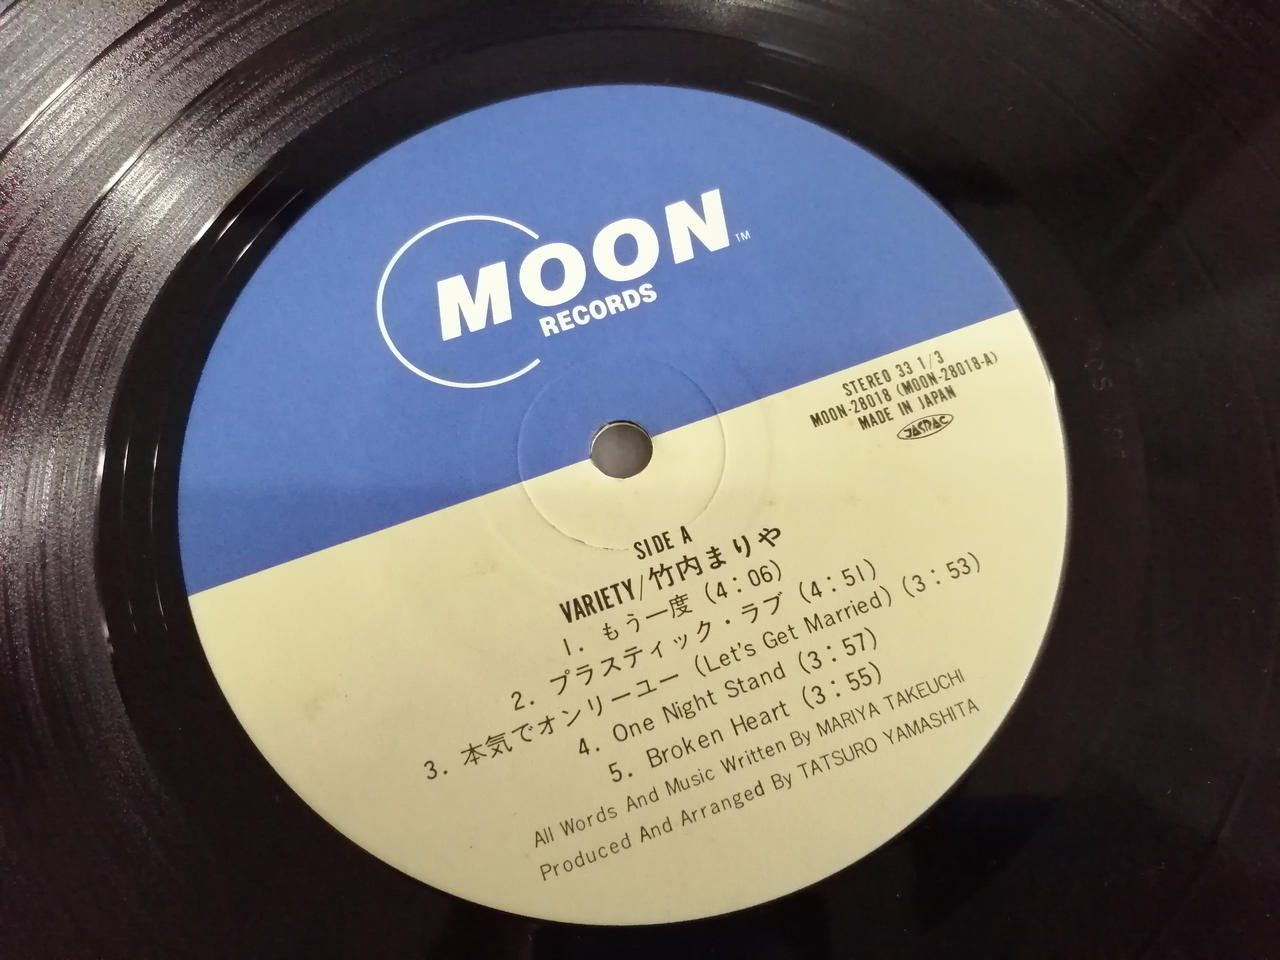 MOON™
RECORDS
STEREO 33 1/3
MOON-28018 (MOON-28018-A)
MADE IN JAPAN
JASRAC
SIDE A
VARIETY/竹内まりや
1. もう一度 (4:06)
2. プラスティック・ラブ (4:51)
3. 本気でオンリーユー (Let's Get Married) (3:53)
4. One Night Stand (3:57)
5. Broken Heart (3:55)
All Words And Music Written By MARIYA TAKEUCHI
Produced And Arranged By TATSURO YAMASHITA